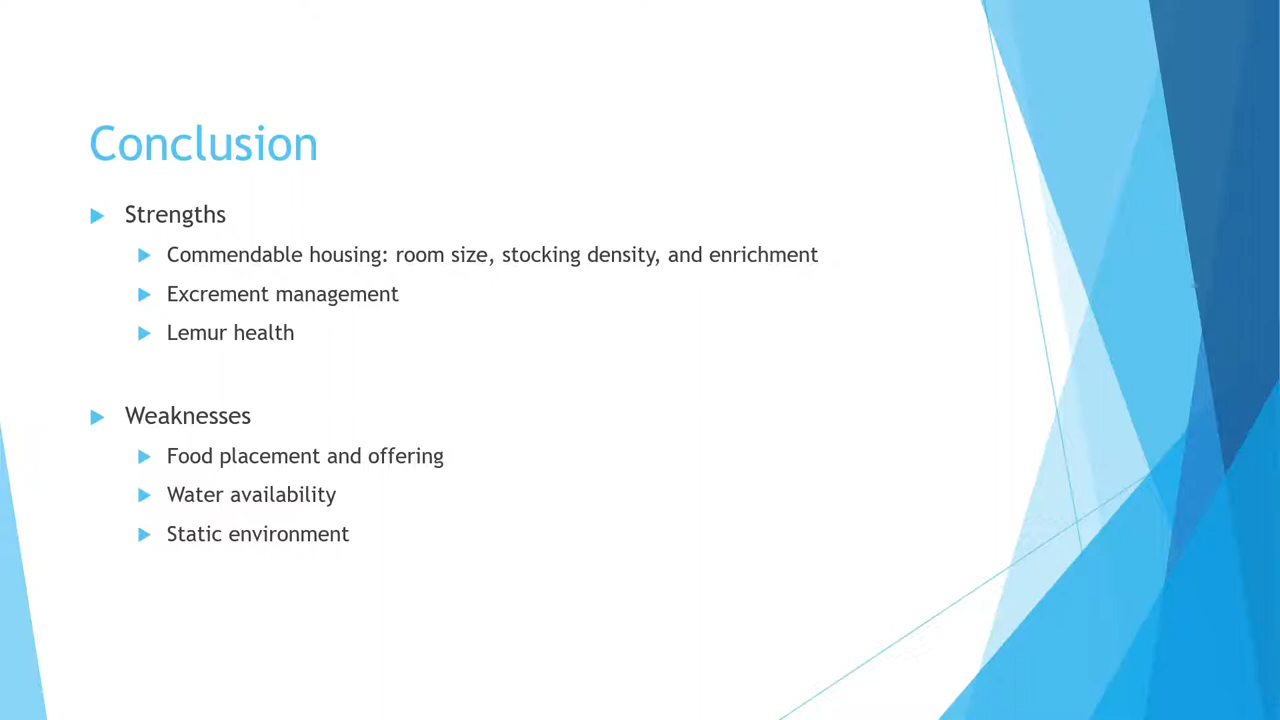 Conclusion
Strengths
Commendable housing: room size, stocking density, and enrichment
Excrement management
Lemur health
Weaknesses
Food placement and offering
Water availability
Static environment